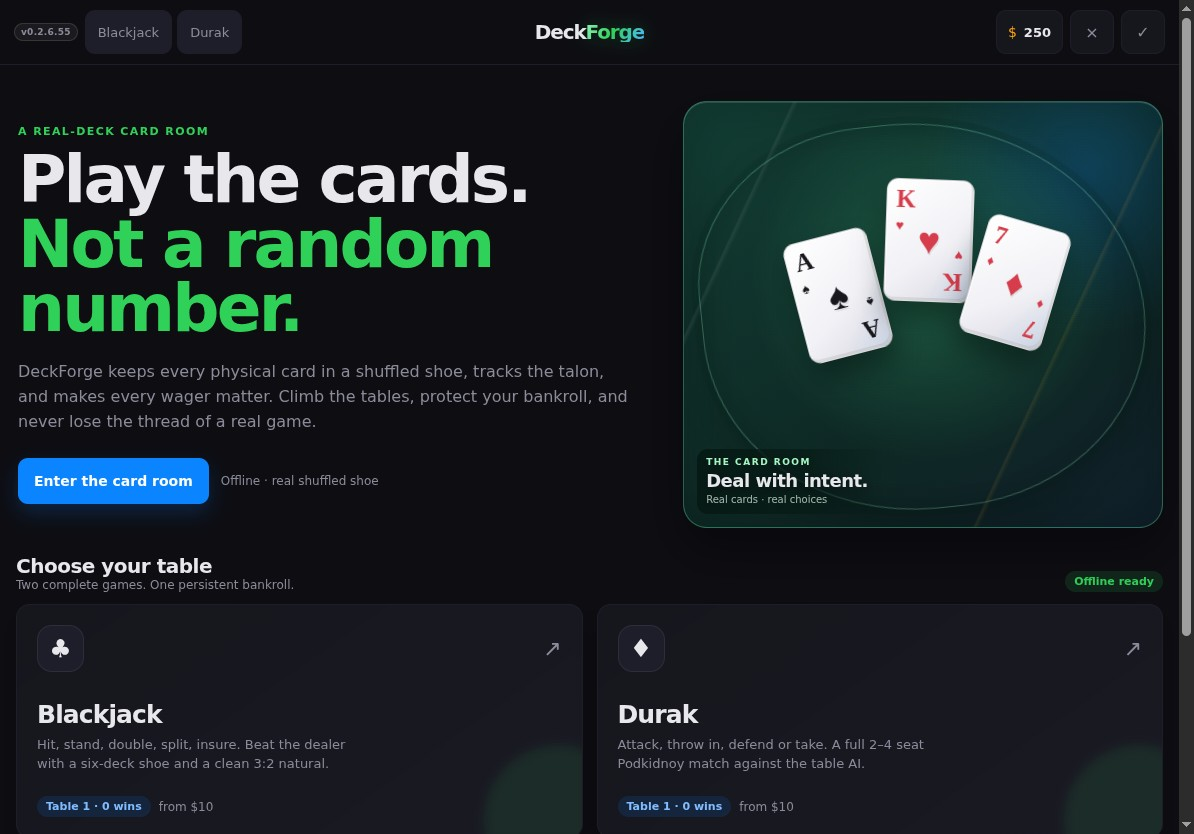 v0.2.6.55
Blackjack
Durak
DeckForge
$ 250
×
✓
A REAL-DECK CARD ROOM
Play the cards.
Not a random
number.
DeckForge keeps every physical card in a shuffled shoe, tracks the talon,
and makes every wager matter. Climb the tables, protect your bankroll, and
never lose the thread of a real game.
Enter the card room
Offline · real shuffled shoe
A
♠
♠
♠
A
K
♥
♥
♥
K
7
♦
♦
♦
7
THE CARD ROOM
Deal with intent.
Real cards · real choices
Choose your table
Two complete games. One persistent bankroll.
Offline ready
♣
↗
Blackjack
Hit, stand, double, split, insure. Beat the dealer
with a six-deck shoe and a clean 3:2 natural.
Table 1 · 0 wins
from $10
♦
↗
Durak
Attack, throw in, defend or take. A full 2–4 seat
Podkidnoy match against the table AI.
Table 1 · 0 wins
from $10